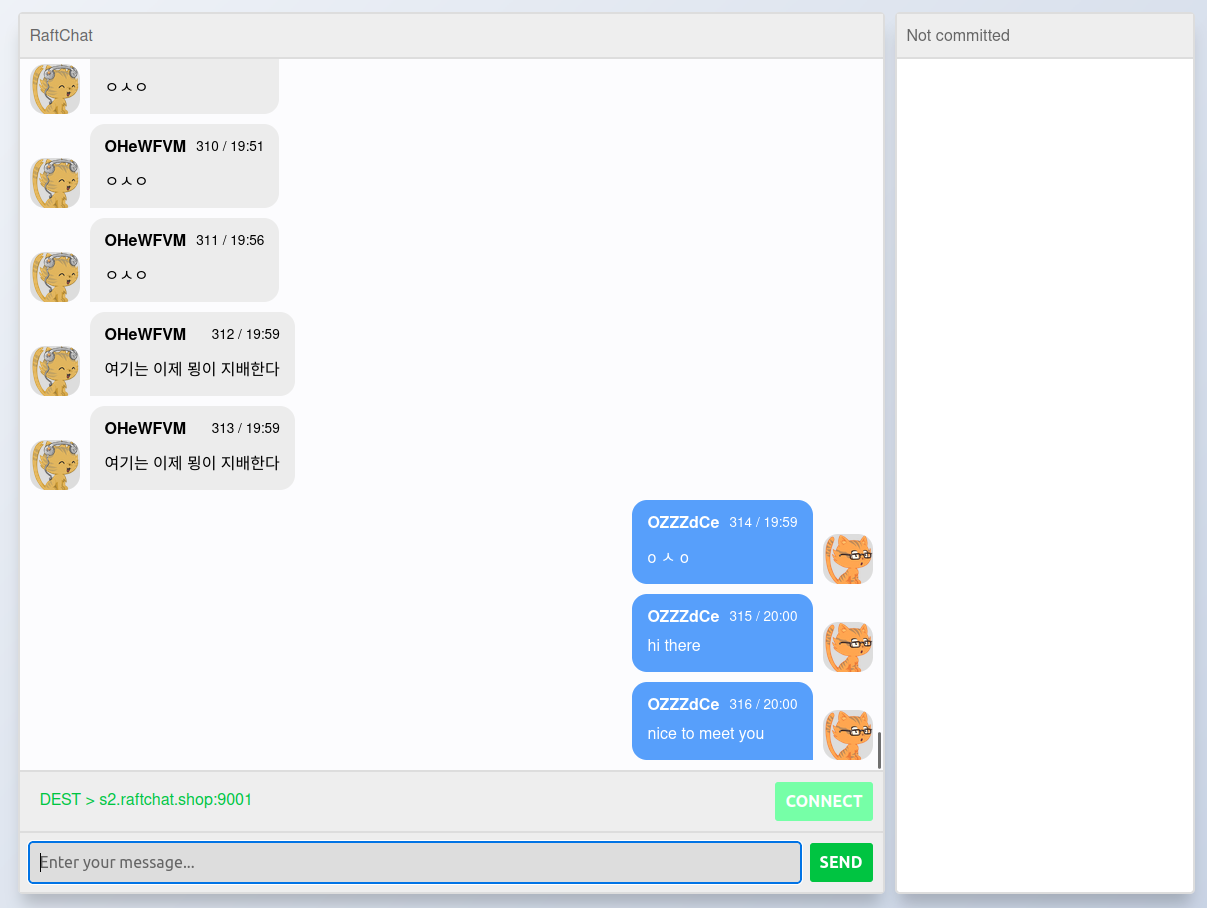 RaftChat
Not committed
ㅇㅅㅇ
OHeWFVM 310 / 19:51
ㅇㅅㅇ
OHeWFVM 311 / 19:56
ㅇㅅㅇ
OHeWFVM 312 / 19:59
여기는 이제 묑이 지배한다
OHeWFVM 313 / 19:59
여기는 이제 묑이 지배한다
OZZZdCe 314 / 19:59
o ㅅ o
OZZZdCe 315 / 20:00
hi there
OZZZdCe 316 / 20:00
nice to meet you
DEST > s2.raftchat.shop:9001
CONNECT
Enter your message...
SEND